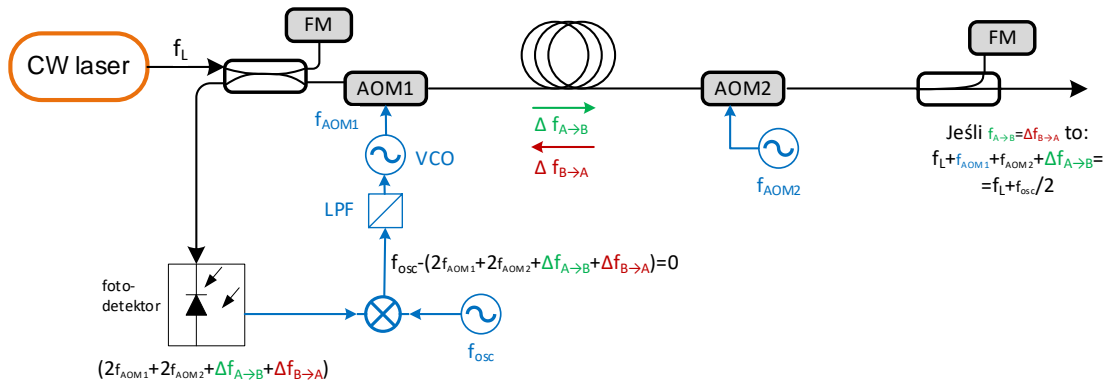 FM
CW laser
f_L
AOM1
f_AOM1
VCO
LPF
Δ f_A→B
Δ f_B→A
AOM2
f_AOM2
FM
Jeśli f_A→B=Δf_B→A to:
f_L+f_AOM1+f_AOM2+Δf_A→B=
=f_L+f_osc/2
f_osc-(2f_AOM1+2f_AOM2+Δf_A→B+Δf_B→A)=0
foto-
detektor
f_osc
(2f_AOM1+2f_AOM2+Δf_A→B+Δf_B→A)